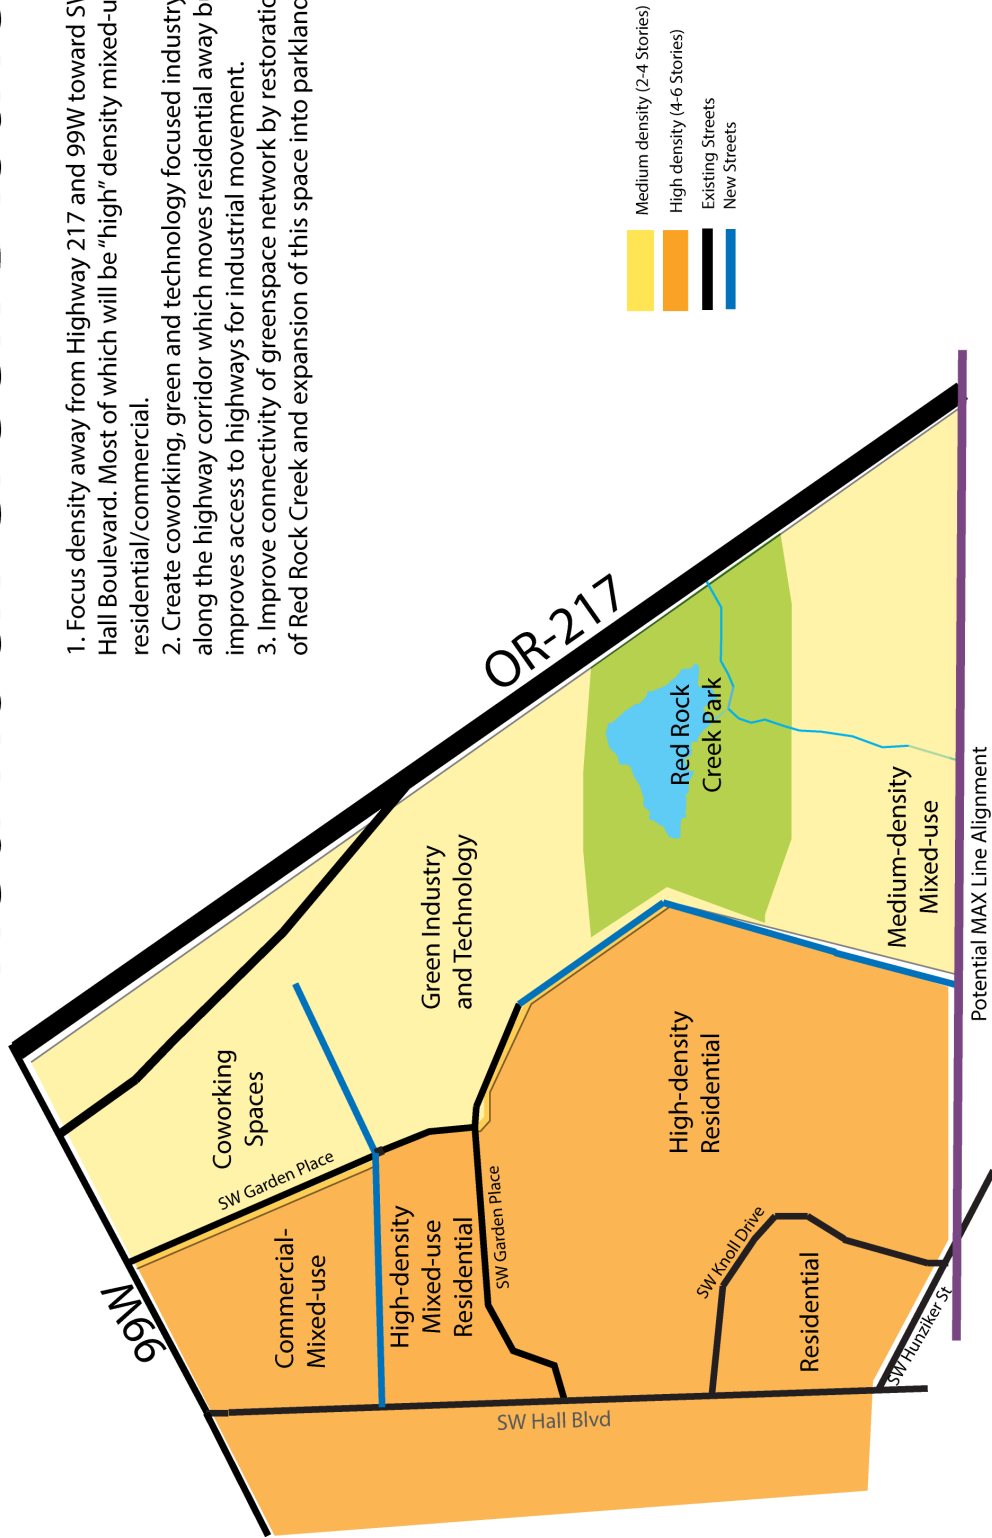 1. Focus density away from Highway 217 and 99W toward SW
Hall Boulevard. Most of which will be “high” density mixed-u
residential/commercial.
2. Create coworking, green and technology focused industry
along the highway corridor which moves residential away b
improves access to highways for industrial movement.
3. Improve connectivity of greenspace network by restoratio
of Red Rock Creek and expansion of this space into parkland
Medium density (2-4 Stories)
High density (4-6 Stories)
Existing Streets
New Streets
OR-217
99W
Coworking
Spaces
SW Garden Place
Green Industry
and Technology
Red Rock
Creek Park
Commercial-
Mixed-use
High-density
Mixed-use
Residential
SW Garden Place
High-density
Residential
Medium-density
Mixed-use
SW Knoll Drive
Residential
SW Hunziker St
SW Hall Blvd
Potential MAX Line Alignment